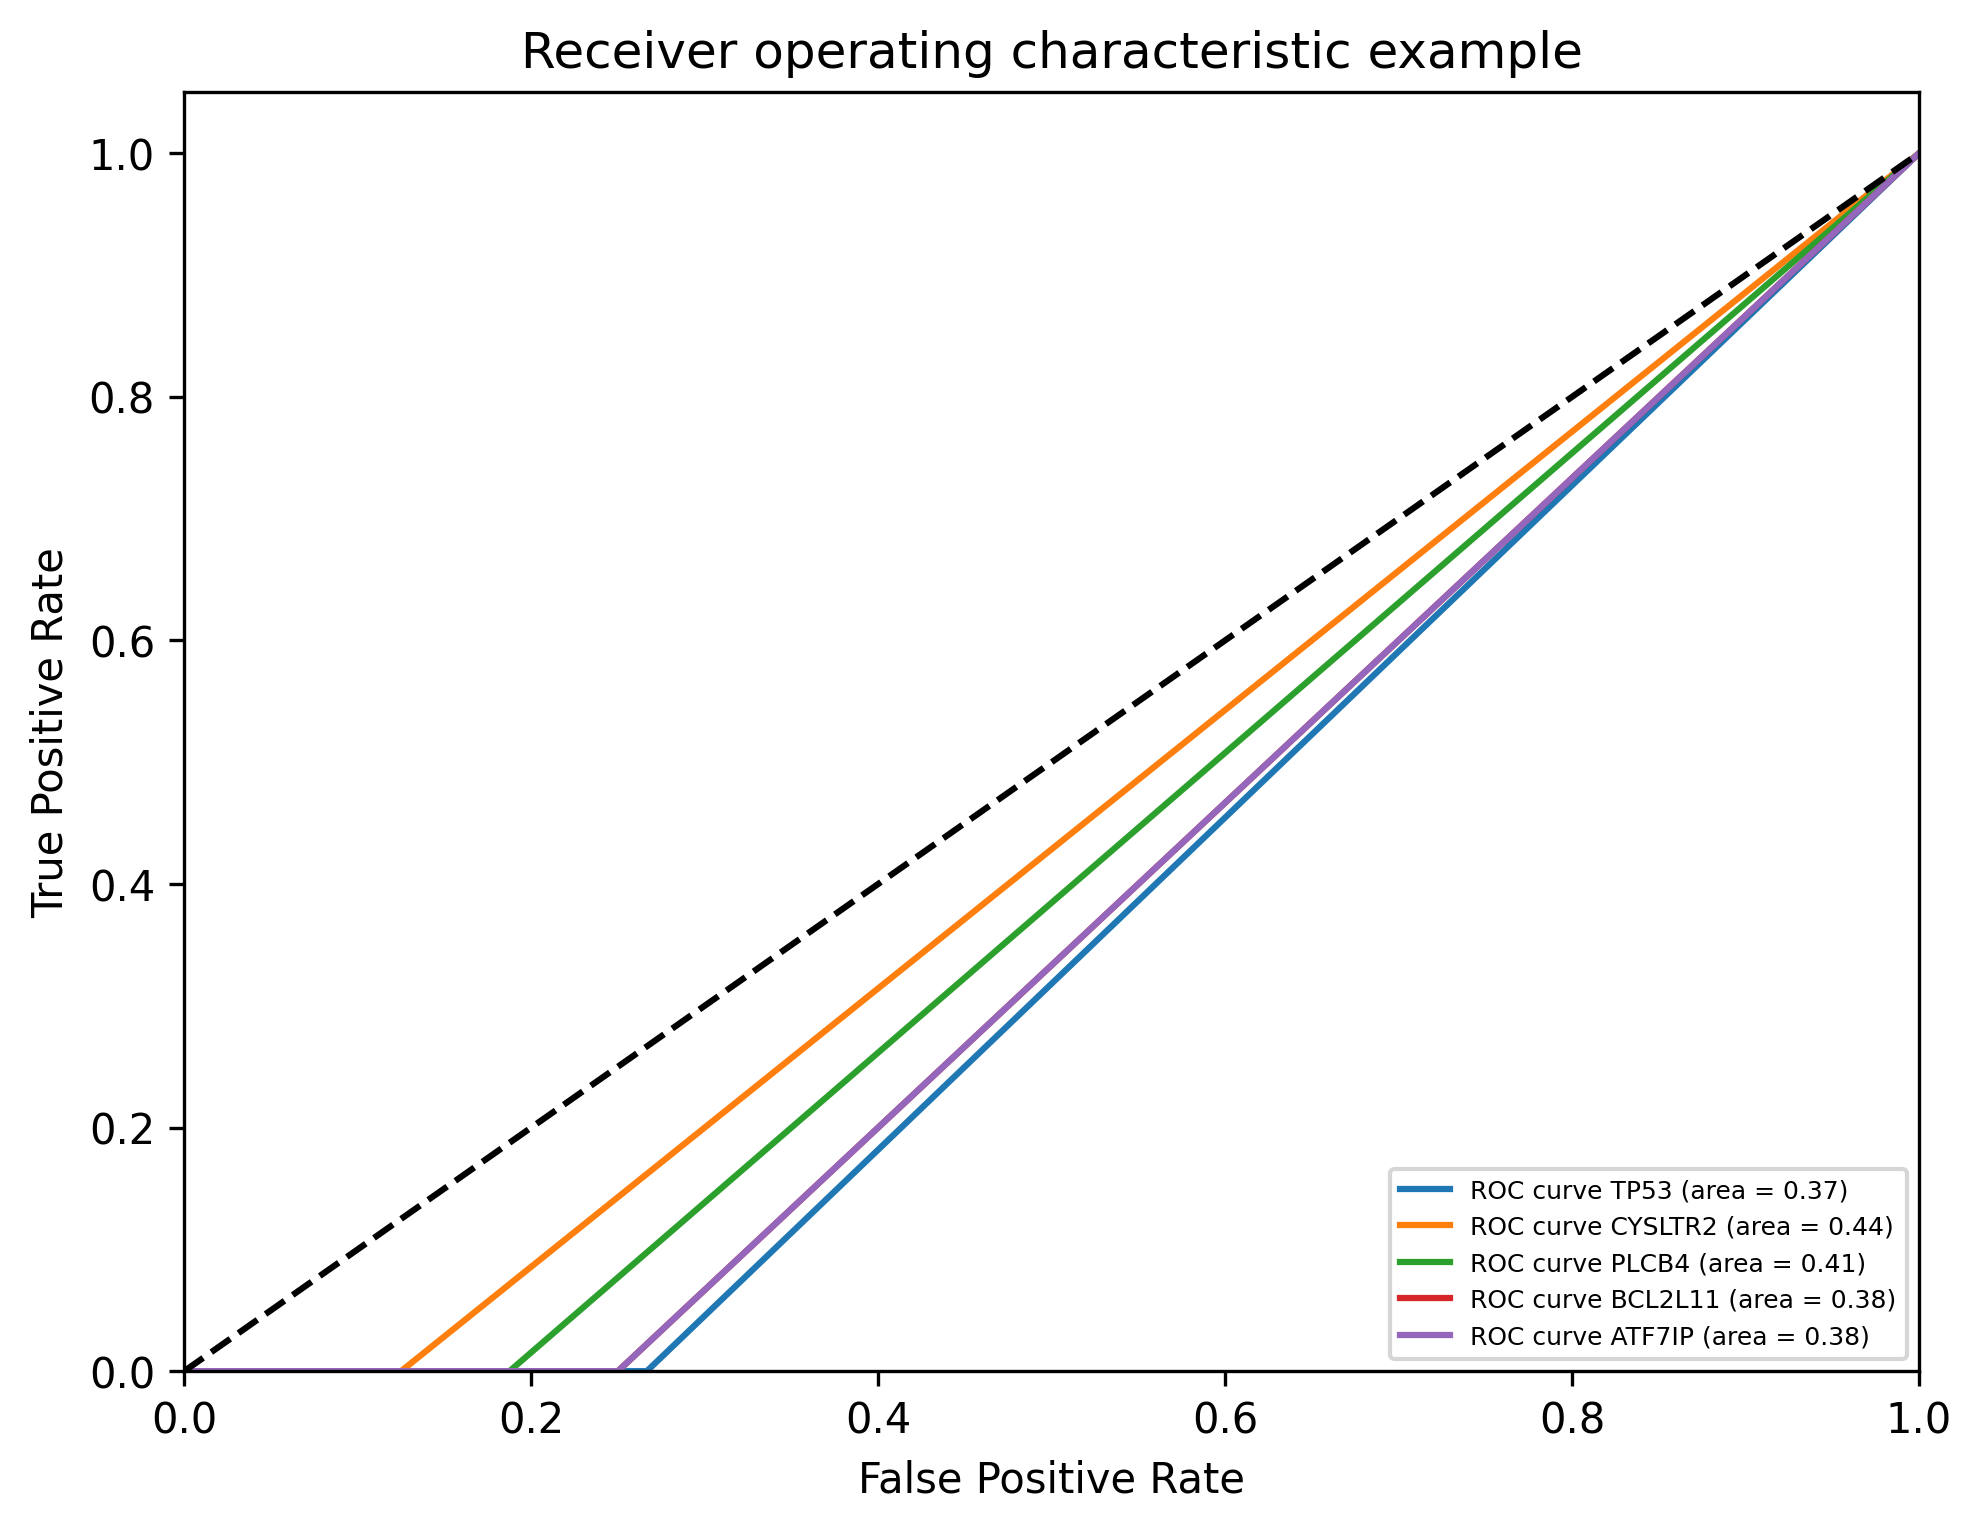 Receiver operating characteristic example
1.0
0.8
0.6
0.4
0.2
0.0
True Positive Rate
ROC curve TP53 (area = 0.37)
ROC curve CYSLTR2 (area = 0.44)
ROC curve PLCB4 (area = 0.41)
ROC curve BCL2L11 (area = 0.38)
ROC curve ATF7IP (area = 0.38)
0.0 0.2 0.4 0.6 0.8 1.0
False Positive Rate